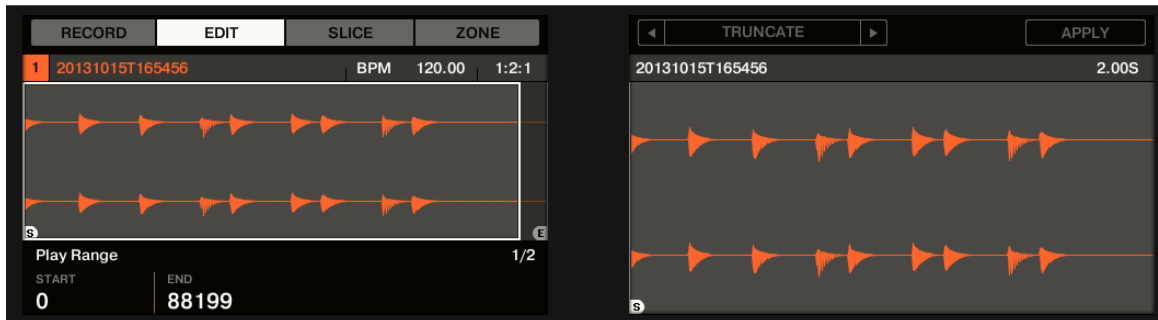 RECORD EDIT SLICE ZONE
1 20131015T165456 BPM 120.00 1:2:1
S E
Play Range 1/2
START END
0 88199
TRUNCATE APPLY
20131015T165456 2.00S
S